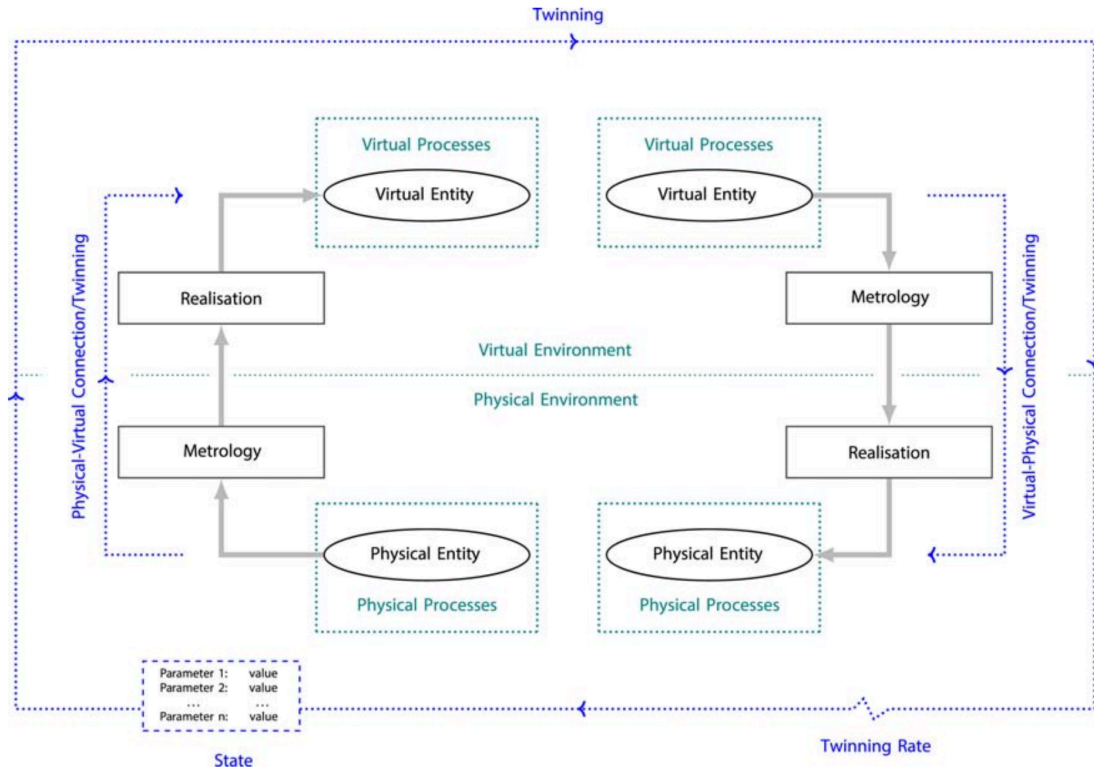 Twinning
Virtual Processes
Virtual Processes
Virtual Entity
Virtual Entity
Physical-Virtual Connection/Twinning
Virtual-Physical Connection/Twinning
Realisation
Metrology
Virtual Environment
Physical Environment
Metrology
Realisation
Physical Entity
Physical Entity
Physical Processes
Physical Processes
Parameter 1: value
Parameter 2: value
... ...
Parameter n: value
State
Twinning Rate